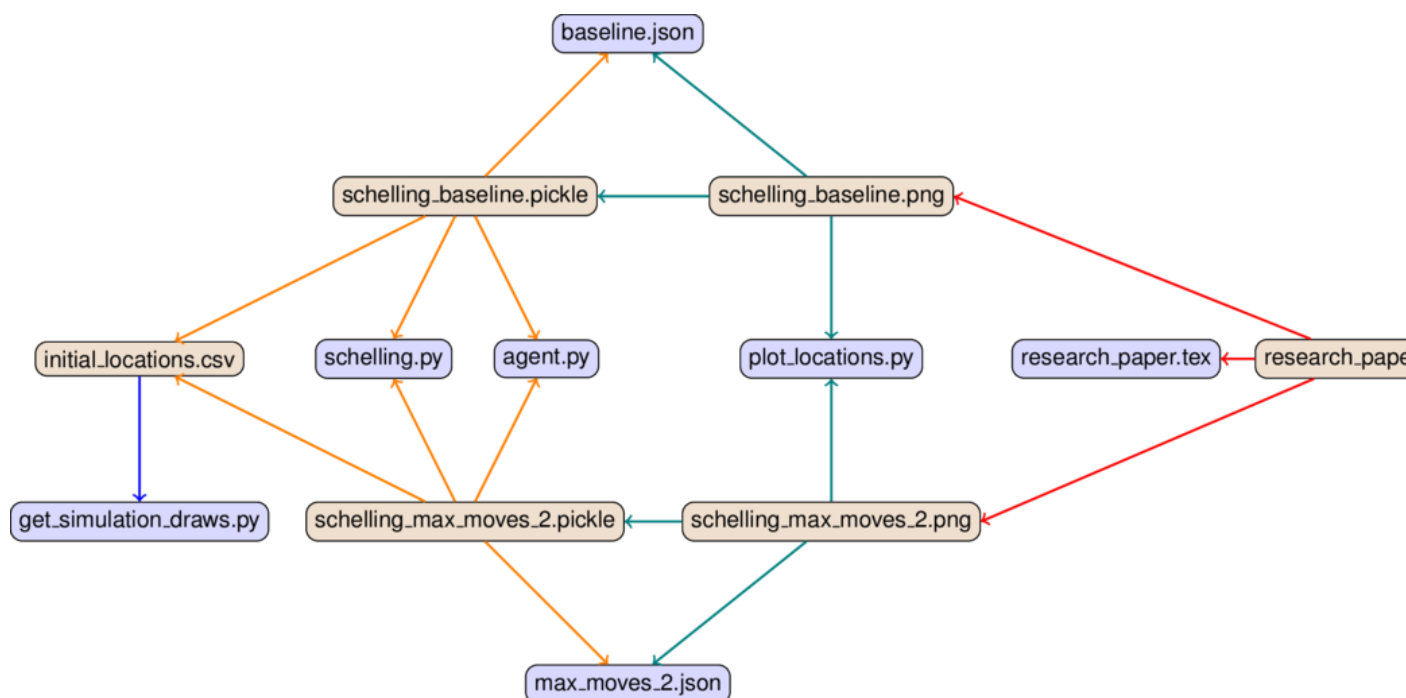 baseline.json
schelling_baseline.pickle
schelling_baseline.png
initial_locations.csv
schelling.py
agent.py
plot_locations.py
research_paper.tex
research_pape
get_simulation_draws.py
schelling_max_moves_2.pickle
schelling_max_moves_2.png
max_moves_2.json